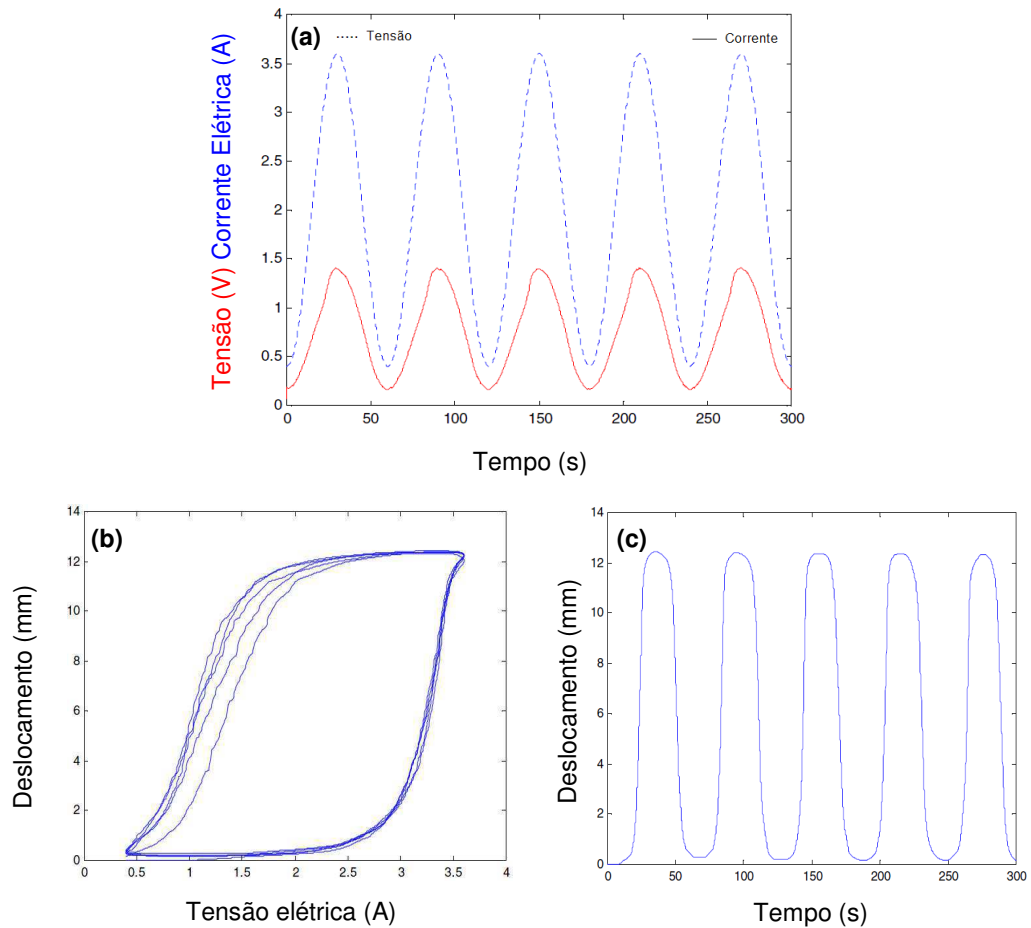 (a)
Tensão
Corrente
Tensão (V) Corrente Elétrica (A)
4
3.5
3
2.5
2
1.5
1
0.5
0
0 50 100 150 200 250 300
Tempo (s)
(b)
Deslocamento (mm)
14
12
10
8
6
4
2
0
0 0.5 1 1.5 2 2.5 3 3.5 4
Tensão elétrica (A)
(c)
Deslocamento (mm)
14
12
10
8
6
4
2
0
0 50 100 150 200 250 300
Tempo (s)